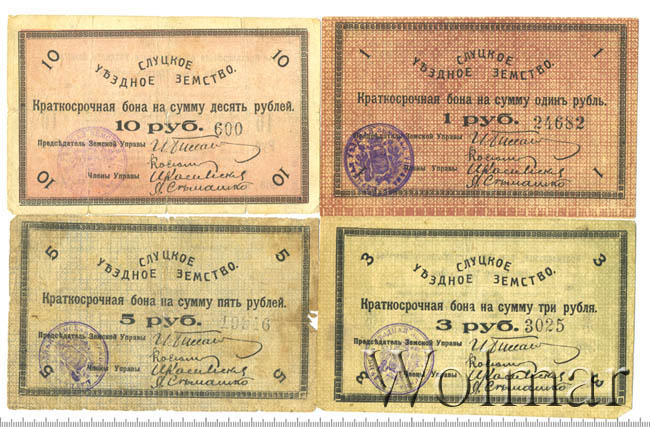 10 10
СЛУЦКОЕ
УѢЗДНОЕ ЗЕМСТВО.
Краткосрочная бона на сумму десять рублей.
10 руб. 600
Предсѣдатель Земской Управы
Члены Управы
10 10
1 1
СЛУЦКОЕ
УѢЗДНОЕ ЗЕМСТВО.
Краткосрочная бона на сумму одинъ рубль.
1 руб. 24682
Предсѣдатель Земской Управы
Члены Управы
1 1
5 5
СЛУЦКОЕ
УѢЗДНОЕ ЗЕМСТВО.
Краткосрочная бона на сумму пять рублей.
5 руб.
Предсѣдатель Земской Управы
Члены Управы
5 5
3 3
СЛУЦКОЕ
УѢЗДНОЕ ЗЕМСТВО.
Краткосрочная бона на сумму три рубля.
3 руб. 3025
Предсѣдатель Земской Управы
Члены Управы
3 3
Wolmar